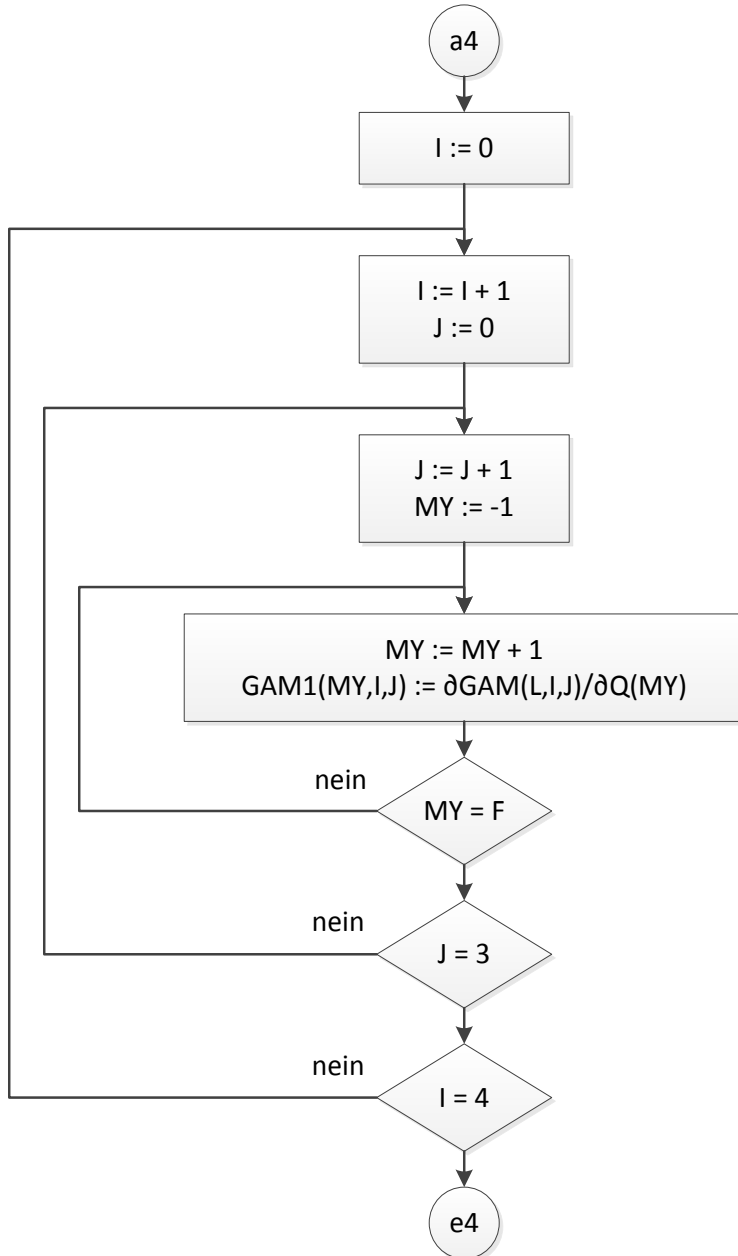 a4
I := 0
I := I + 1
J := 0
J := J + 1
MY := -1
MY := MY + 1
GAM1(MY,I,J) := ∂GAM(L,I,J)/∂Q(MY)
nein
MY = F
nein
J = 3
nein
I = 4
e4